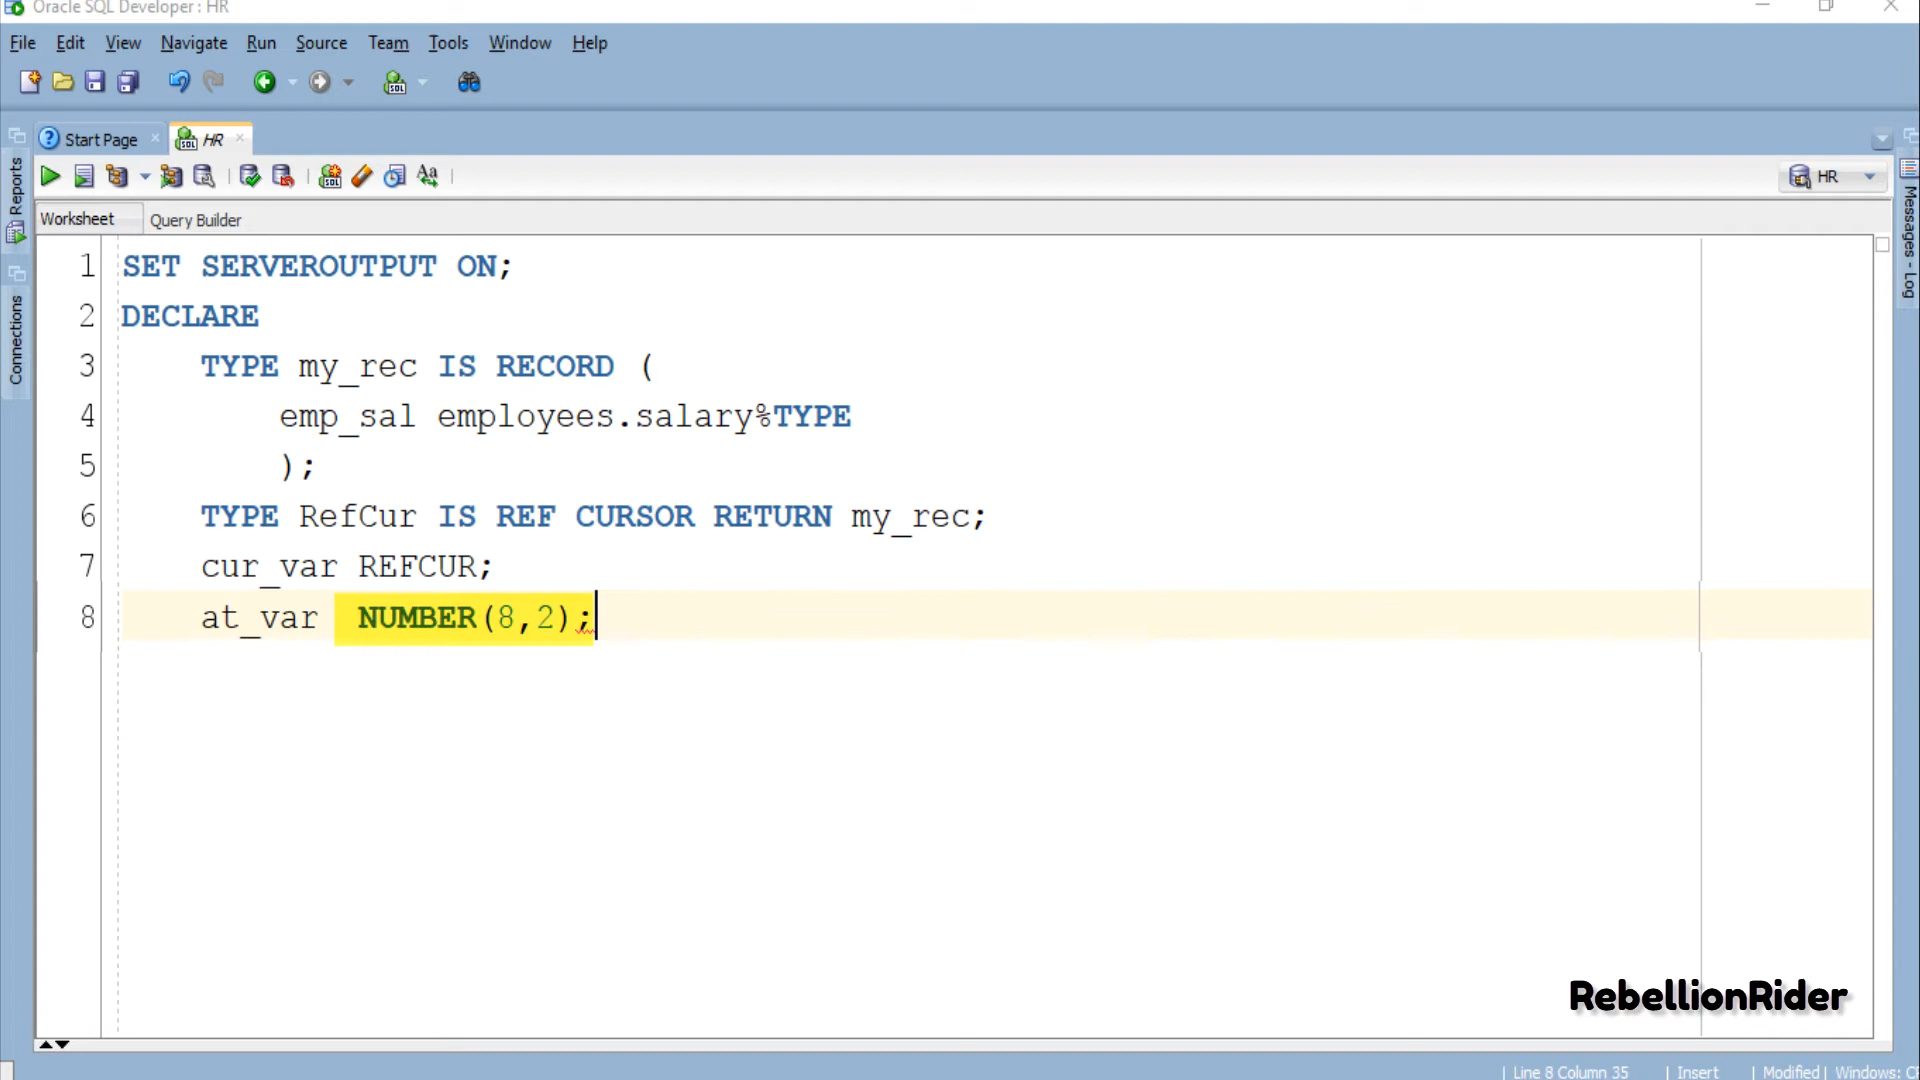 Oracle SQL Developer : HR
File Edit View Navigate Run Source Team Tools Window Help
Start Page HR
HR
Worksheet Query Builder
Reports
Connections
Messages - Log
1 SET SERVEROUTPUT ON;
2 DECLARE
3 TYPE my_rec IS RECORD (
4 emp_sal employees.salary%TYPE
5 );
6 TYPE RefCur IS REF CURSOR RETURN my_rec;
7 cur_var REFCUR;
8 at_var NUMBER(8,2);
RebellionRider
Line 8 Column 35 | Insert | Modified | Windows: